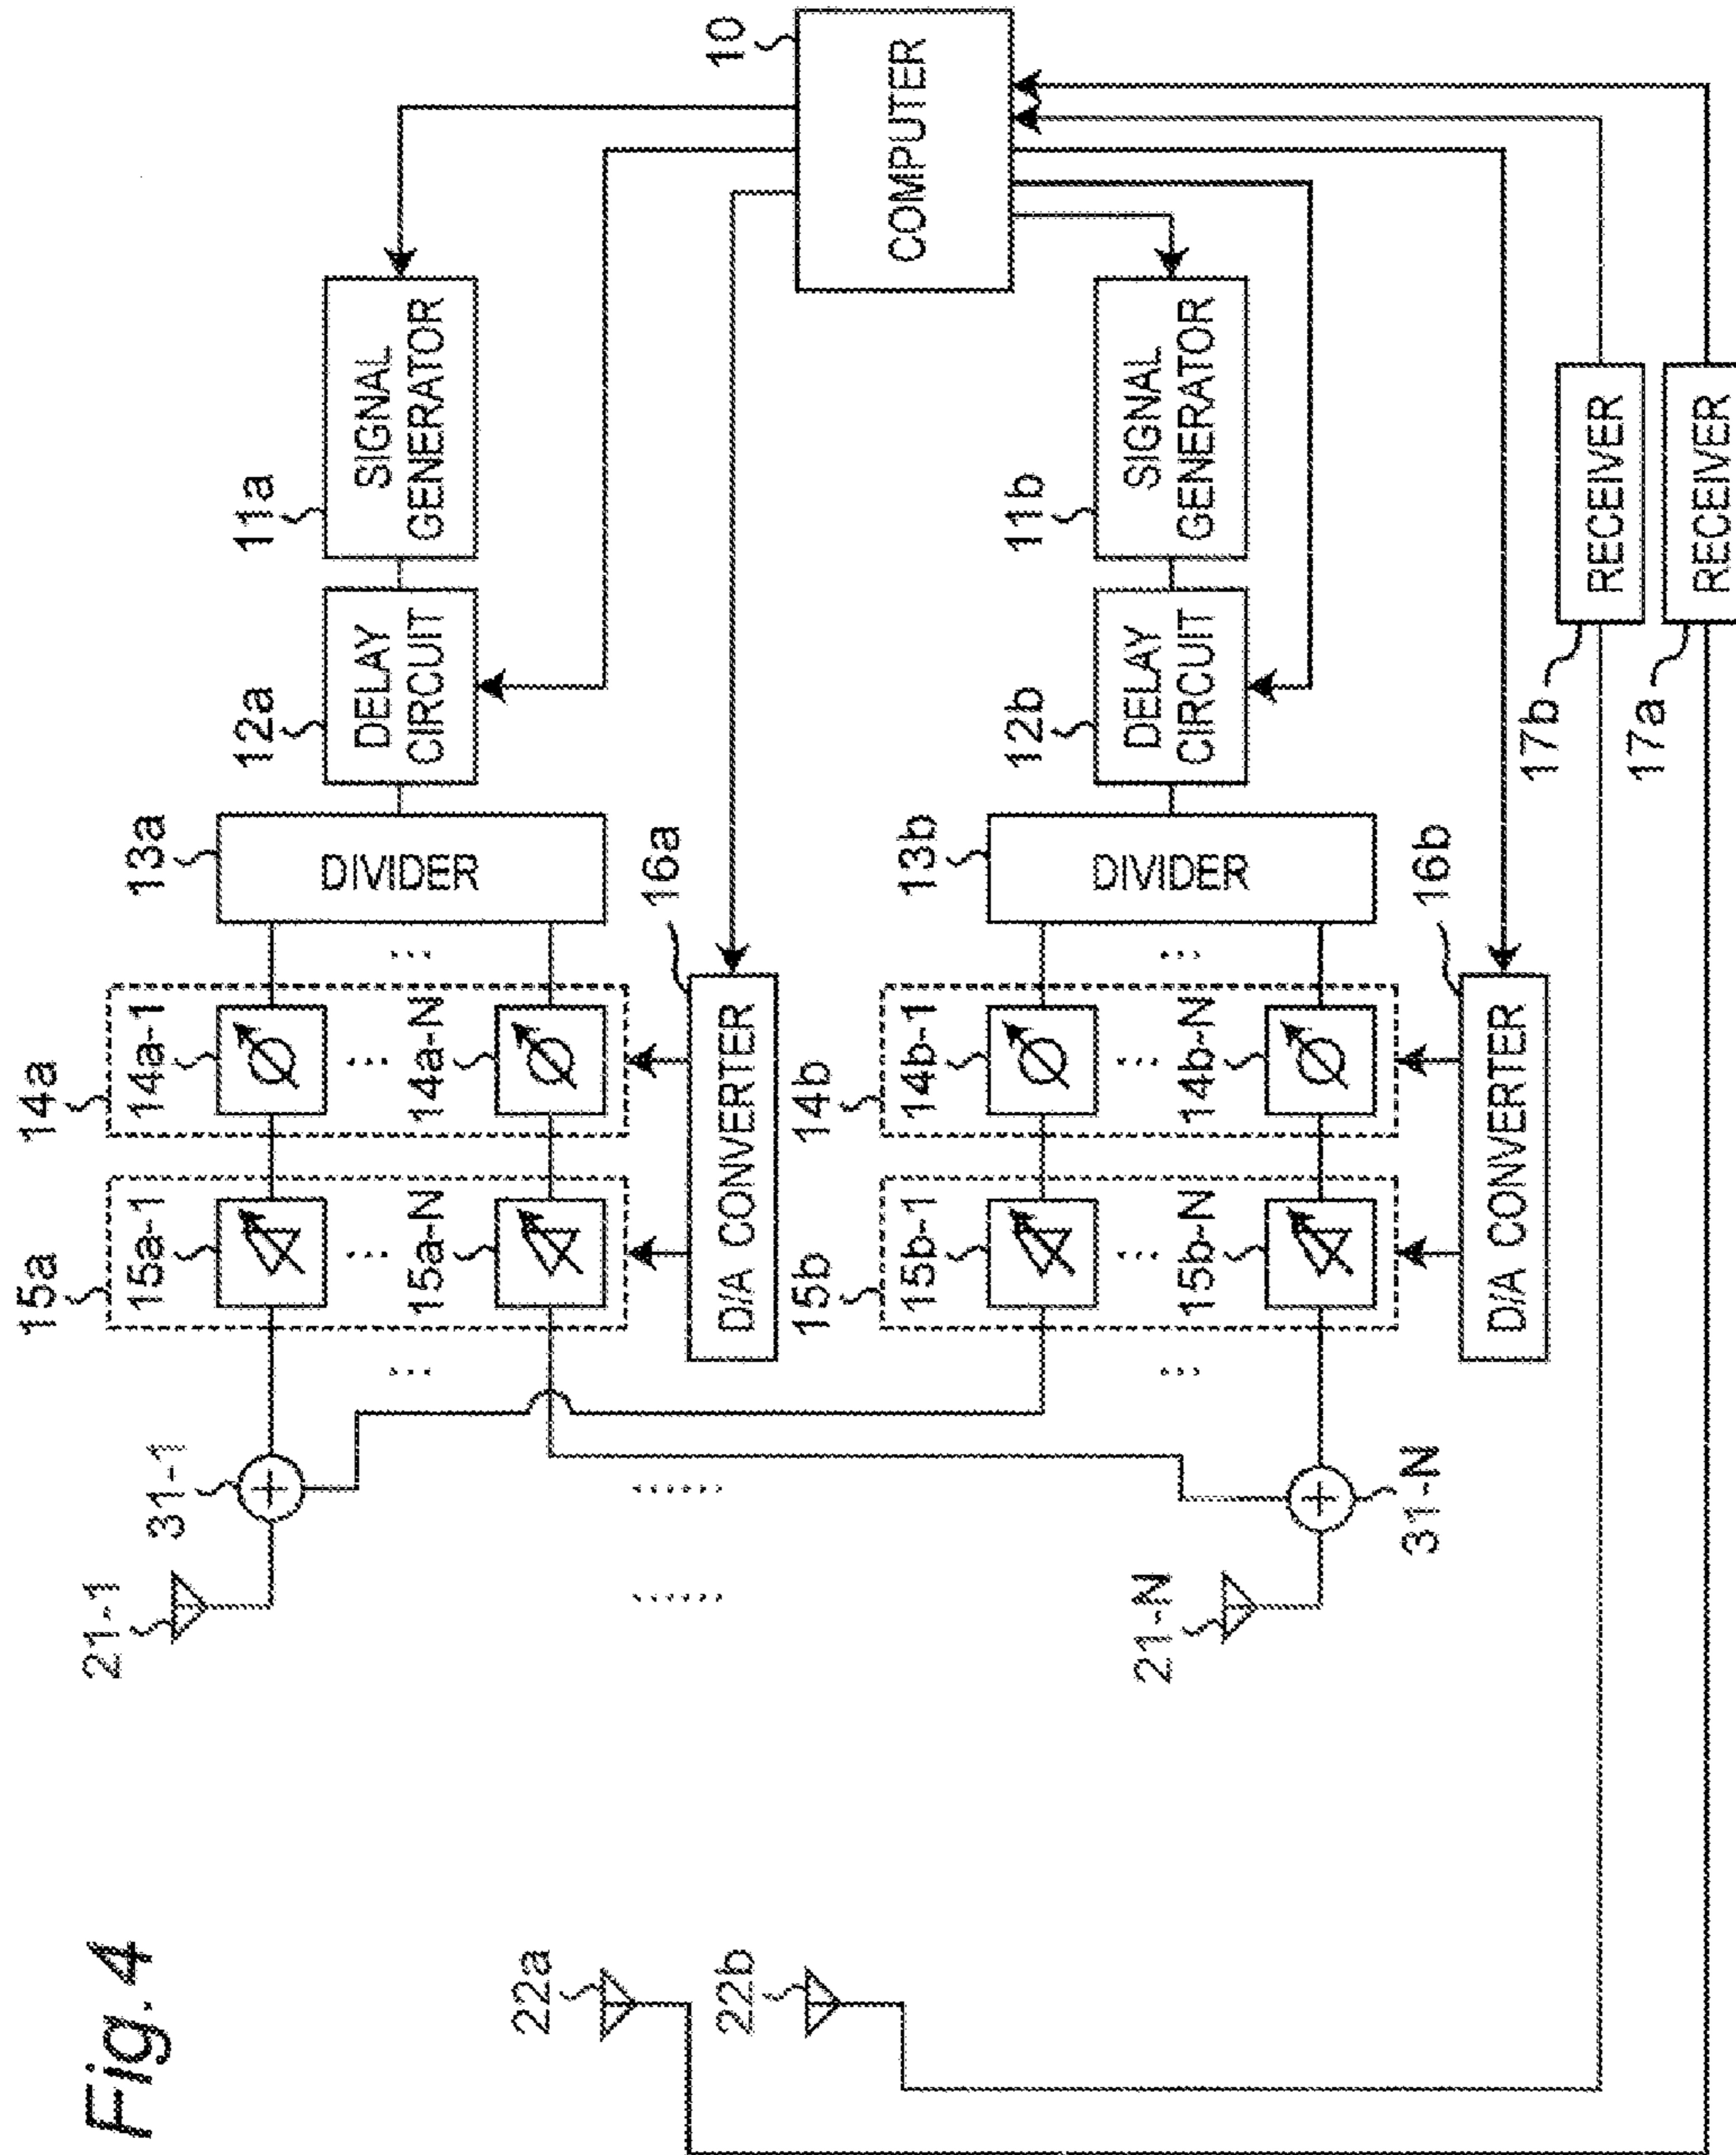 Fig. 4
10
COMPUTER
11a
SIGNAL
GENERATOR
12a
DELAY
CIRCUIT
13a
DIVIDER
14a
14a-1
14a-N
15a
15a-1
15a-N
16a
D/A CONVERTER
11b
SIGNAL
GENERATOR
12b
DELAY
CIRCUIT
13b
DIVIDER
14b
14b-1
14b-N
15b
15b-1
15b-N
16b
D/A CONVERTER
17b
RECEIVER
17a
RECEIVER
31-1
31-N
21-1
21-N
22a
22b